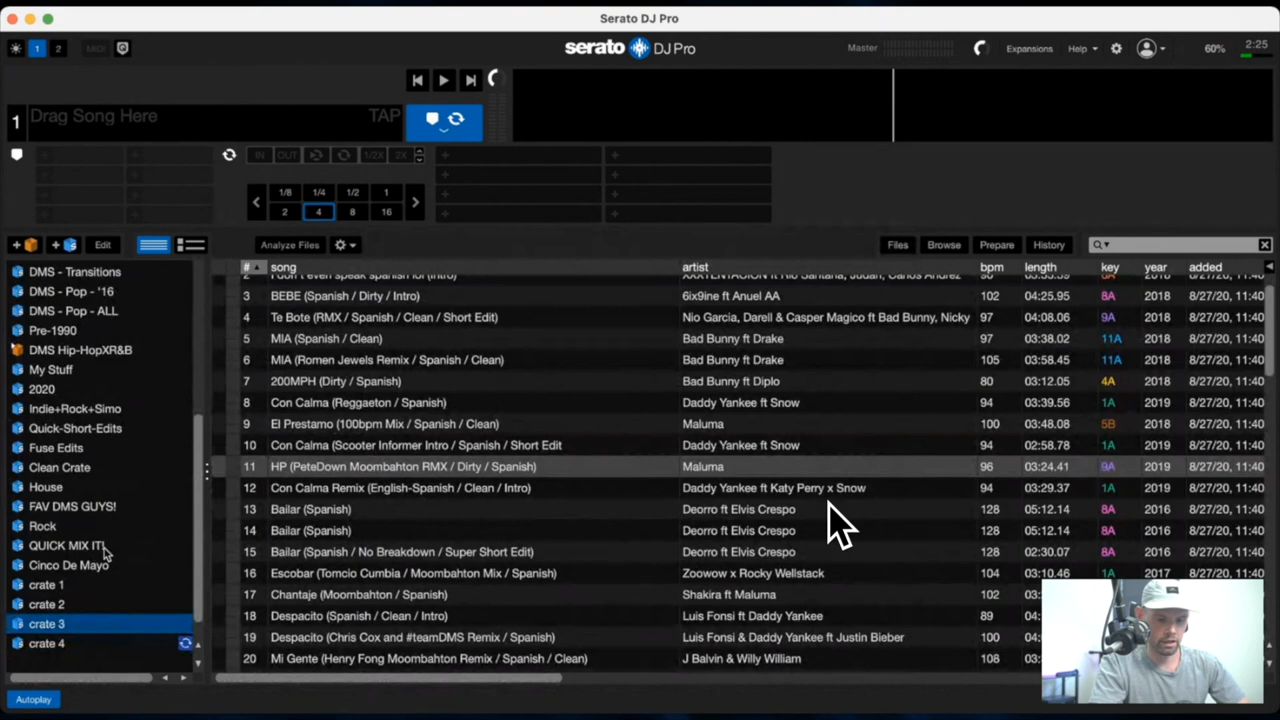 Serato DJ Pro
1 2 MIDI serato DJ Pro Master Expansions Help 60% 2:25
1 Drag Song Here TAP
IN OUT 1/2X 2X
1/8 1/4 1/2 1
2 4 8 16
Edit Analyze Files Files Browse Prepare History
# song artist bpm length key year added
DMS - Transitions
DMS - Pop - '16
DMS - Pop - ALL
Pre-1990
DMS Hip-HopXR&B
My Stuff
2020
Indie+Rock+Simo
Quick-Short-Edits
Fuse Edits
Clean Crate
House
FAV DMS GUYS!
Rock
QUICK MIX IT!
Cinco De Mayo
crate 1
crate 2
crate 3
crate 4
3 BEBE (Spanish / Dirty / Intro) 6ix9ine ft Anuel AA 102 04:25.95 8A 2018 8/27/20, 11:40
4 Te Bote (RMX / Spanish / Clean / Short Edit) Nio Garcia, Darell & Casper Magico ft Bad Bunny, Nicky 97 04:08.06 9A 2018 8/27/20, 11:40
5 MIA (Spanish / Clean) Bad Bunny ft Drake 97 03:38.02 11A 2018 8/27/20, 11:40
6 MIA (Romen Jewels Remix / Spanish / Clean) Bad Bunny ft Drake 105 03:58.45 11A 2018 8/27/20, 11:40
7 200MPH (Dirty / Spanish) Bad Bunny ft Diplo 80 03:12.05 4A 2018 8/27/20, 11:40
8 Con Calma (Reggaeton / Spanish) Daddy Yankee ft Snow 94 03:39.56 1A 2019 8/27/20, 11:40
9 El Prestamo (100bpm Mix / Spanish / Clean) Maluma 100 03:48.08 5B 2018 8/27/20, 11:40
10 Con Calma (Scooter Informer Intro / Spanish / Short Edit Daddy Yankee ft Snow 94 02:58.78 1A 2019 8/27/20, 11:40
11 HP (PeteDown Moombahton RMX / Dirty / Spanish) Maluma 96 03:24.41 9A 2019 8/27/20, 11:40
12 Con Calma Remix (English-Spanish / Clean / Intro) Daddy Yankee ft Katy Perry x Snow 94 03:29.37 1A 2019 8/27/20, 11:40
13 Bailar (Spanish) Deorro ft Elvis Crespo 128 05:12.14 8A 2016 8/27/20, 11:40
14 Bailar (Spanish) Deorro ft Elvis Crespo 128 05:12.14 8A 2016 8/27/20, 11:40
15 Bailar (Spanish / No Breakdown / Super Short Edit) Deorro ft Elvis Crespo 128 02:30.07 8A 2016 8/27/20, 11:40
16 Escobar (Tomcio Cumbia / Moombahton Mix / Spanish) Zoowow x Rocky Wellstack 104 03:10.46 1A 2017 8/27/20, 11:40
17 Chantaje (Moombahton / Spanish) Shakira ft Maluma 102
18 Despacito (Spanish / Clean / Intro) Luis Fonsi ft Daddy Yankee 89
19 Despacito (Chris Cox and #teamDMS Remix / Spanish) Luis Fonsi & Daddy Yankee ft Justin Bieber 100
20 Mi Gente (Henry Fong Moombahton Remix / Spanish / Clean) J Balvin & Willy William 108
Autoplay